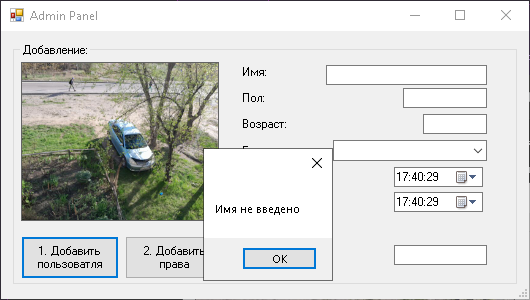 Admin Panel
Добавление:
Имя:
Пол:
Возраст:
17:40:29
17:40:29
Имя не введено
OK
1. Добавить
пользоватля
2. Добавить
права